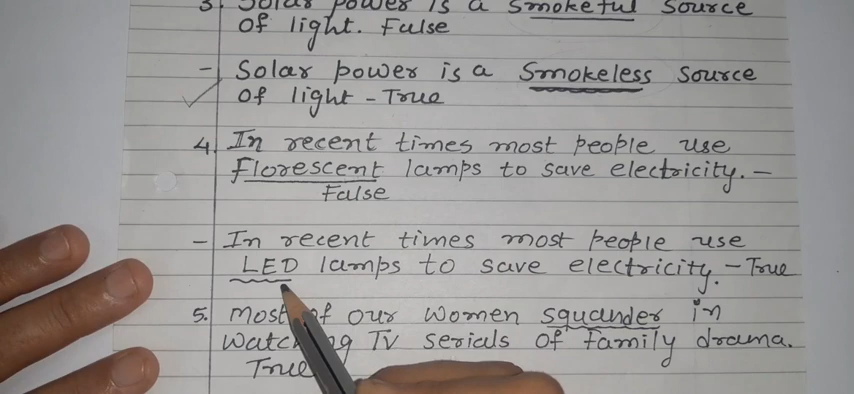 3. Solar power is a smokeful source
of light. False
- Solar power is a smokeless source
of light - True
4. In recent times most people use
florescent lamps to save electricity. -
False
- In recent times most people use
LED lamps to save electricity. - True
5. Most of our women squander in
watching TV serials of family drama.
True